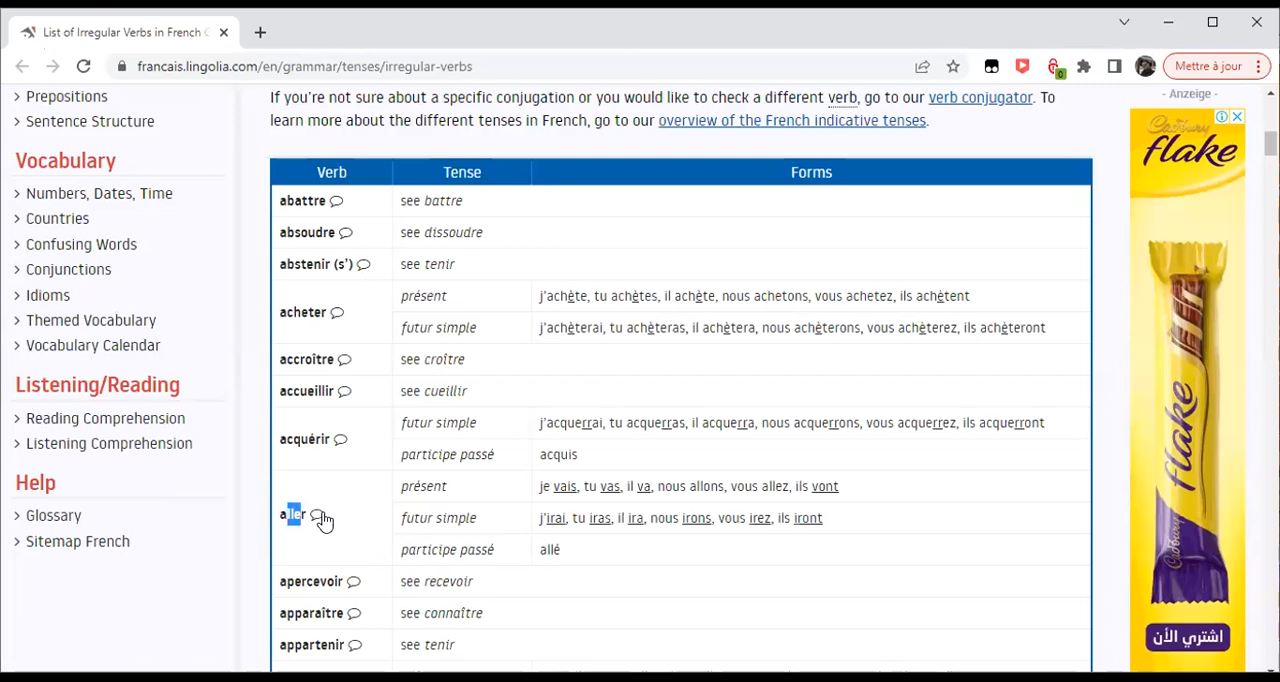 List of Irregular Verbs in French
francais.lingolia.com/en/grammar/tenses/irregular-verbs
0
Mettre à jour
Prepositions
Sentence Structure
Vocabulary
Numbers, Dates, Time
Countries
Confusing Words
Conjunctions
Idioms
Themed Vocabulary
Vocabulary Calendar
Listening/Reading
Reading Comprehension
Listening Comprehension
Help
Glossary
Sitemap French
If you're not sure about a specific conjugation or you would like to check a different verb, go to our verb conjugator. To
learn more about the different tenses in French, go to our overview of the French indicative tenses.
Verb Tense Forms
abattre see battre
absoudre see dissoudre
abstenir (s') see tenir
acheter
présent j'achète, tu achètes, il achète, nous achetons, vous achetez, ils achètent
futur simple j'achèterai, tu achèteras, il achètera, nous achèterons, vous achèterez, ils achèteront
accroître see croître
accueillir see cueillir
acquérir
futur simple j'acquerrai, tu acquerras, il acquerra, nous acquerrons, vous acquerrez, ils acquerront
participe passé acquis
aller
présent je vais, tu vas, il va, nous allons, vous allez, ils vont
futur simple j'irai, tu iras, il ira, nous irons, vous irez, ils iront
participe passé allé
apercevoir see recevoir
apparaître see connaître
appartenir see tenir
- Anzeige -
Cadbury
flake
Cadbury flake
اشتري الأن